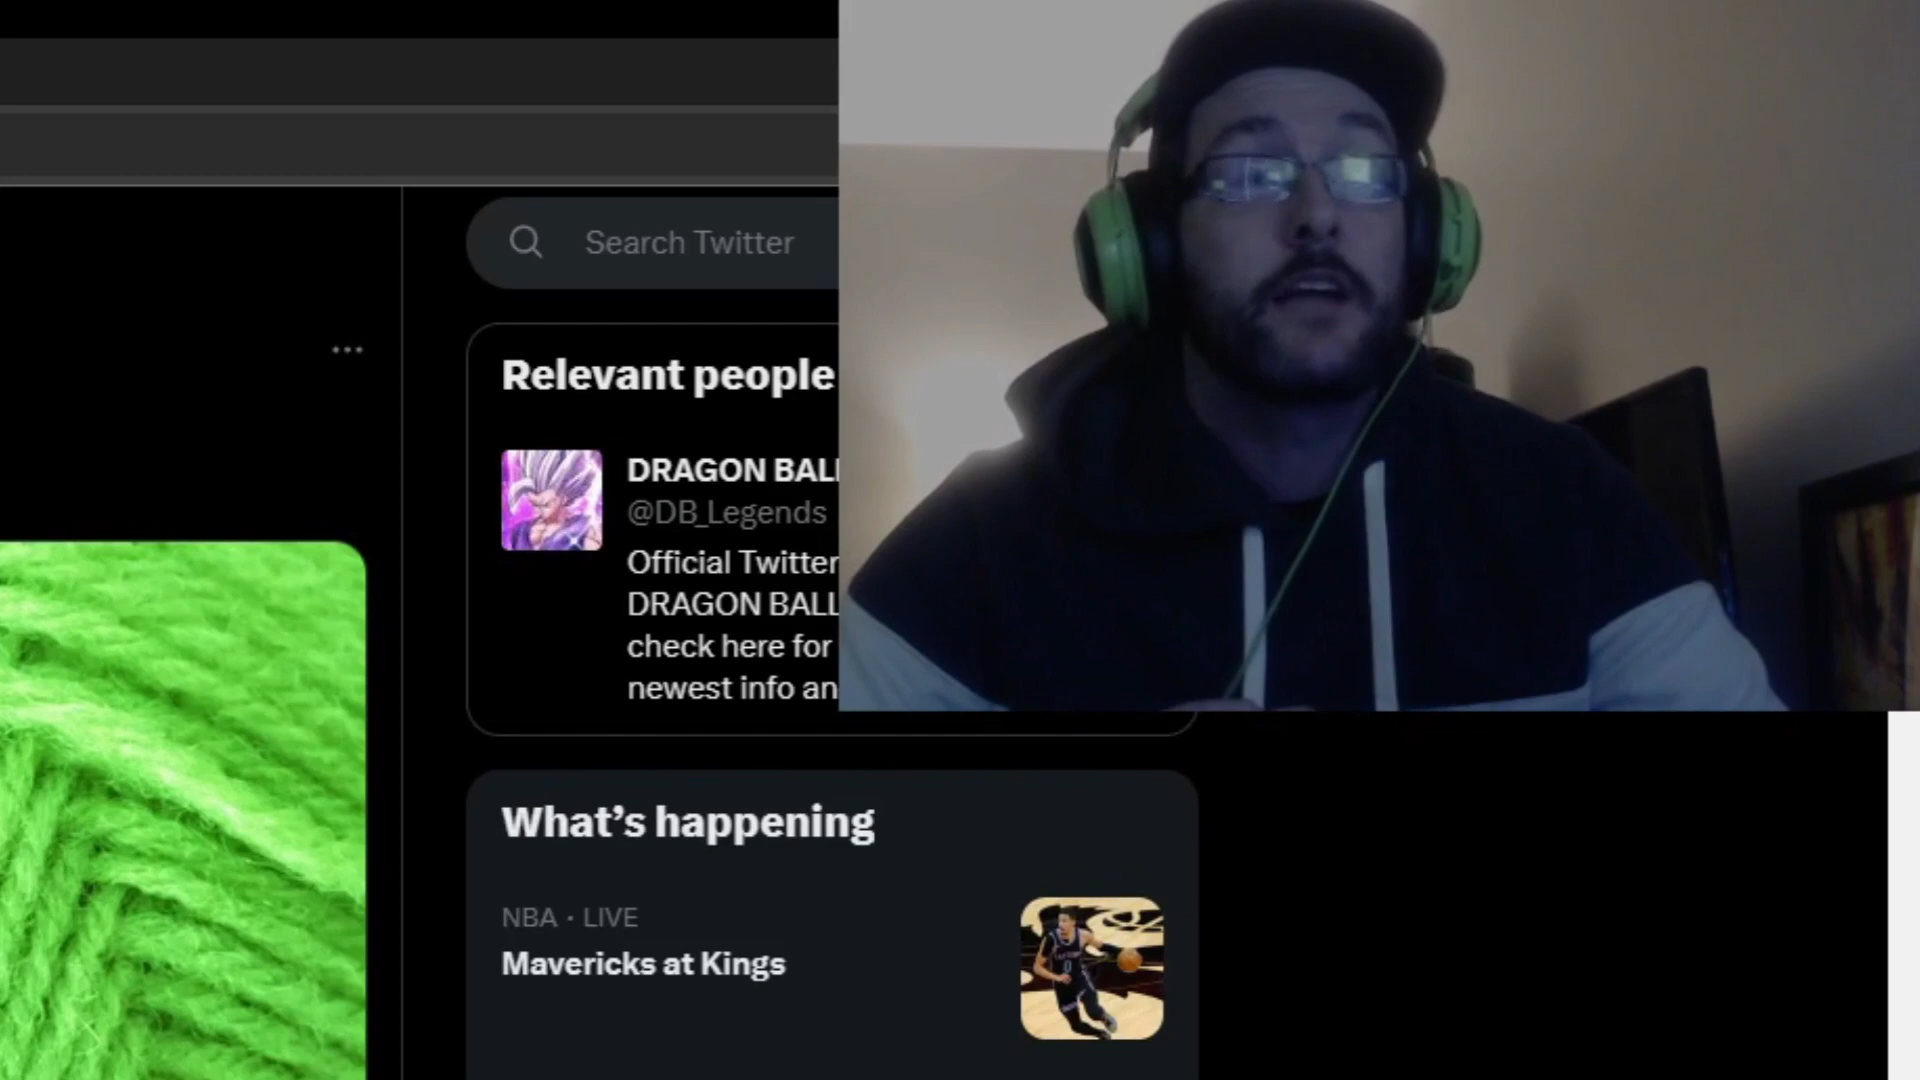 Search Twitter
Relevant people
DRAGON BALL
@DB_Legends
Official Twitter
DRAGON BALL
check here for
newest info an
What’s happening
NBA · LIVE
Mavericks at Kings